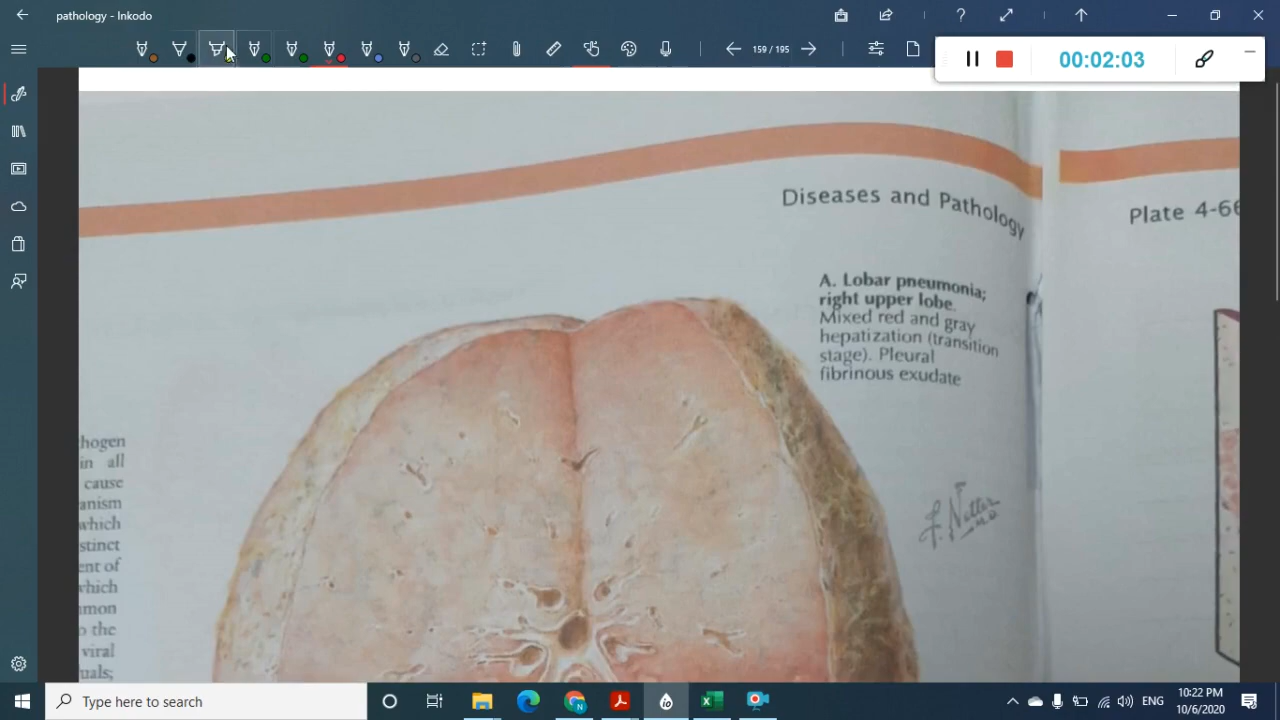 pathology - Inkodo
159 / 195
00:02:03
Diseases and Pathology
Plate 4-66
A. Lobar pneumonia;
right upper lobe.
Mixed red and gray
hepatization (transition
stage). Pleural
fibrinous exudate
F. Netter
M.D.
hogen
in all
cause
anism
which
stinct
ent of
which
mmon
o the
viral
uals;
Type here to search
ENG
10:22 PM
10/6/2020